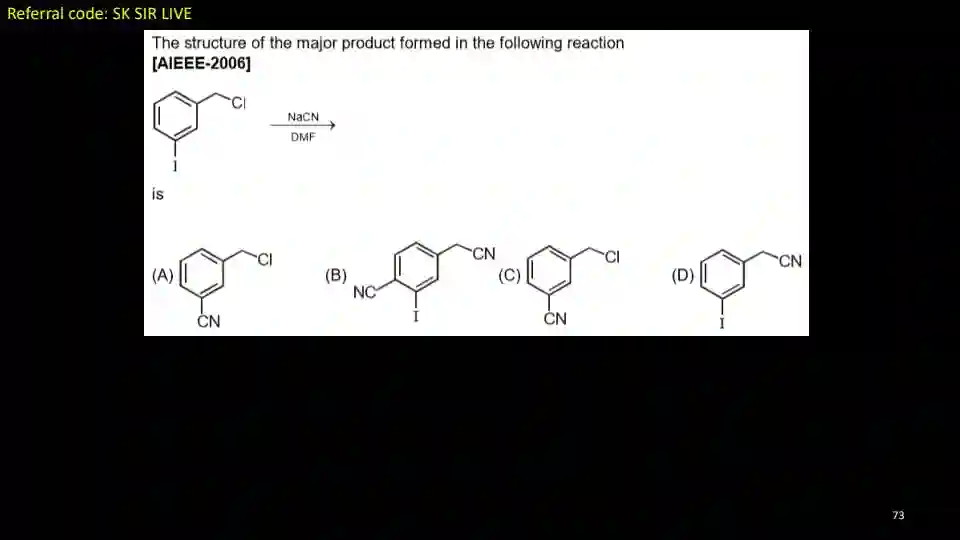 Referral code: SK SIR LIVE
The structure of the major product formed in the following reaction
[AIEEE-2006]
Cl
NaCN
DMF
I
is
(A)
Cl
CN
(B)
CN
NC
I
(C)
Cl
CN
(D)
CN
I
73